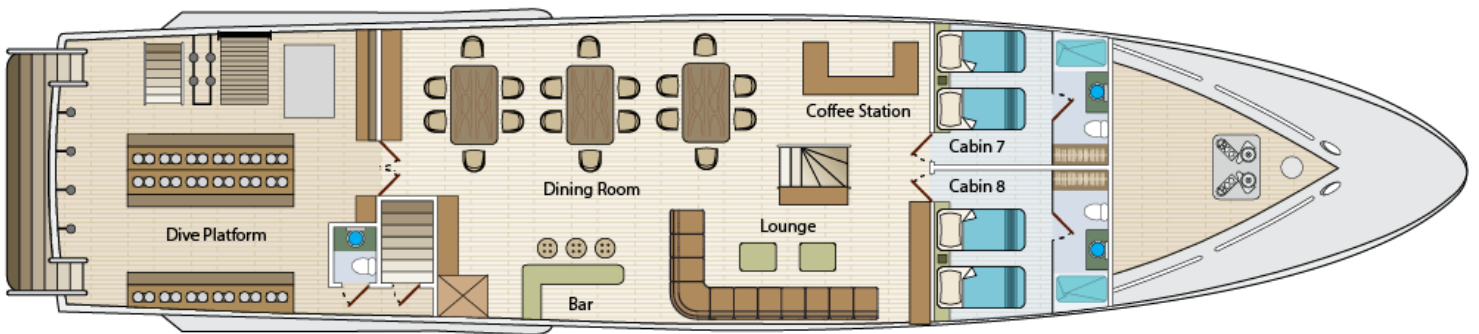 Coffee Station
Cabin 7
Dining Room
Cabin 8
Dive Platform
Lounge
Bar